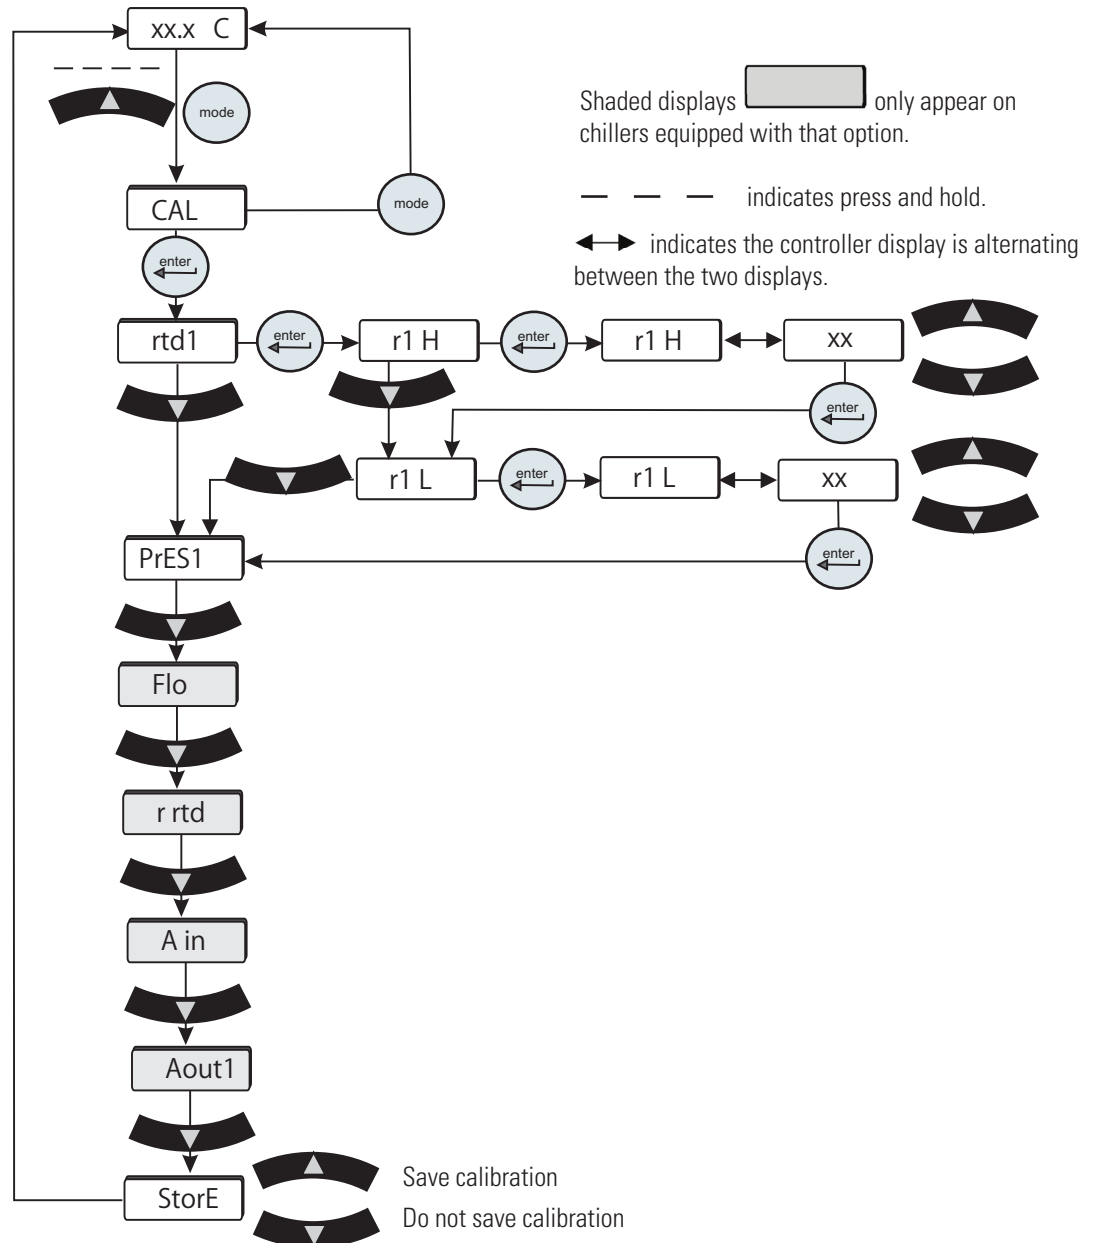 xx.x C
mode
Shaded displays only appear on
chillers equipped with that option.
indicates press and hold.
CAL
mode
indicates the controller display is alternating
between the two displays.
enter
rtd1
enter
r1 H
enter
r1 H
xx
enter
r1 L
enter
r1 L
xx
enter
PrES1
Flo
r rtd
A in
Aout1
StorE
Save calibration
Do not save calibration